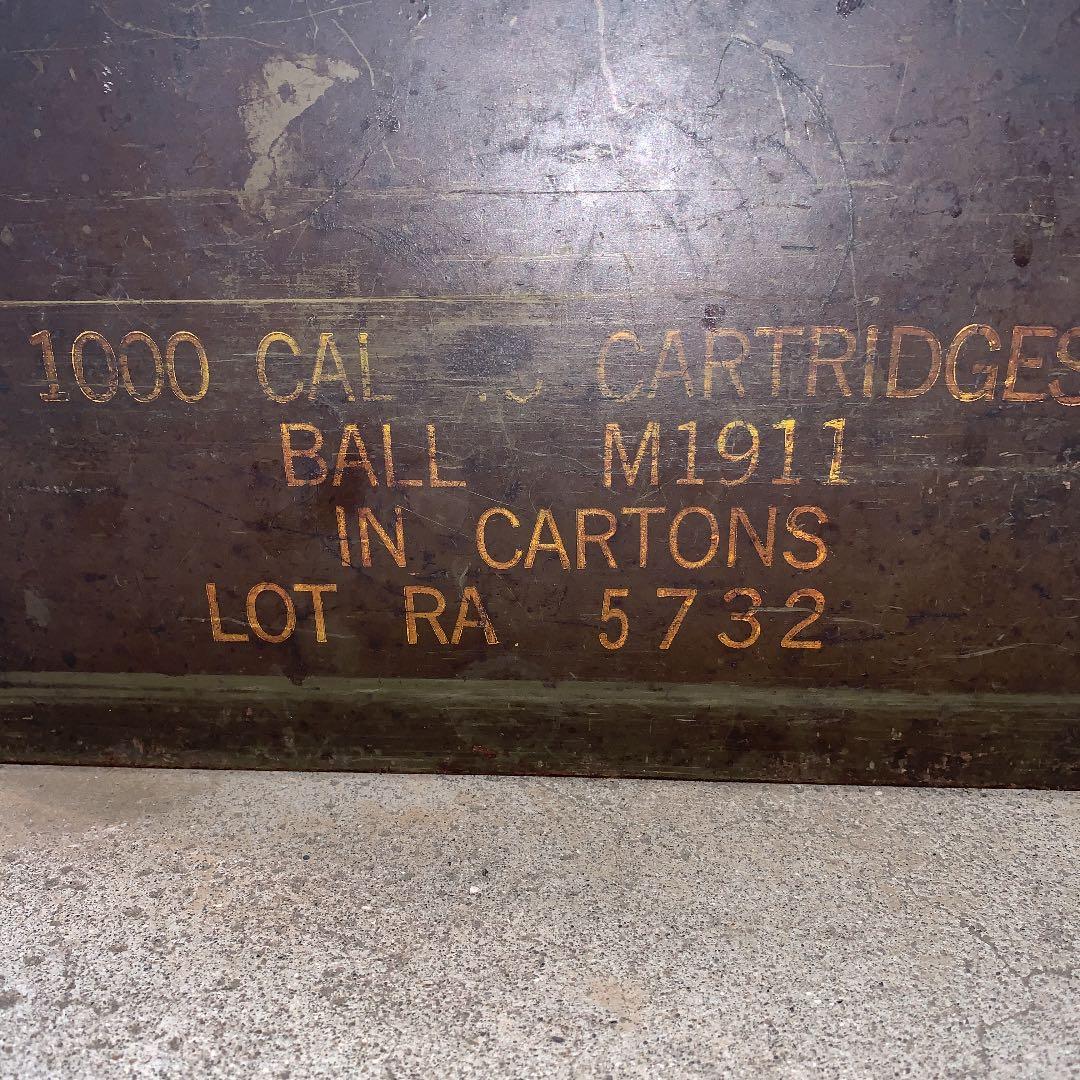 1000 CAL CARTRIDGES
BALL M1911
IN CARTONS
LOT RA 5732